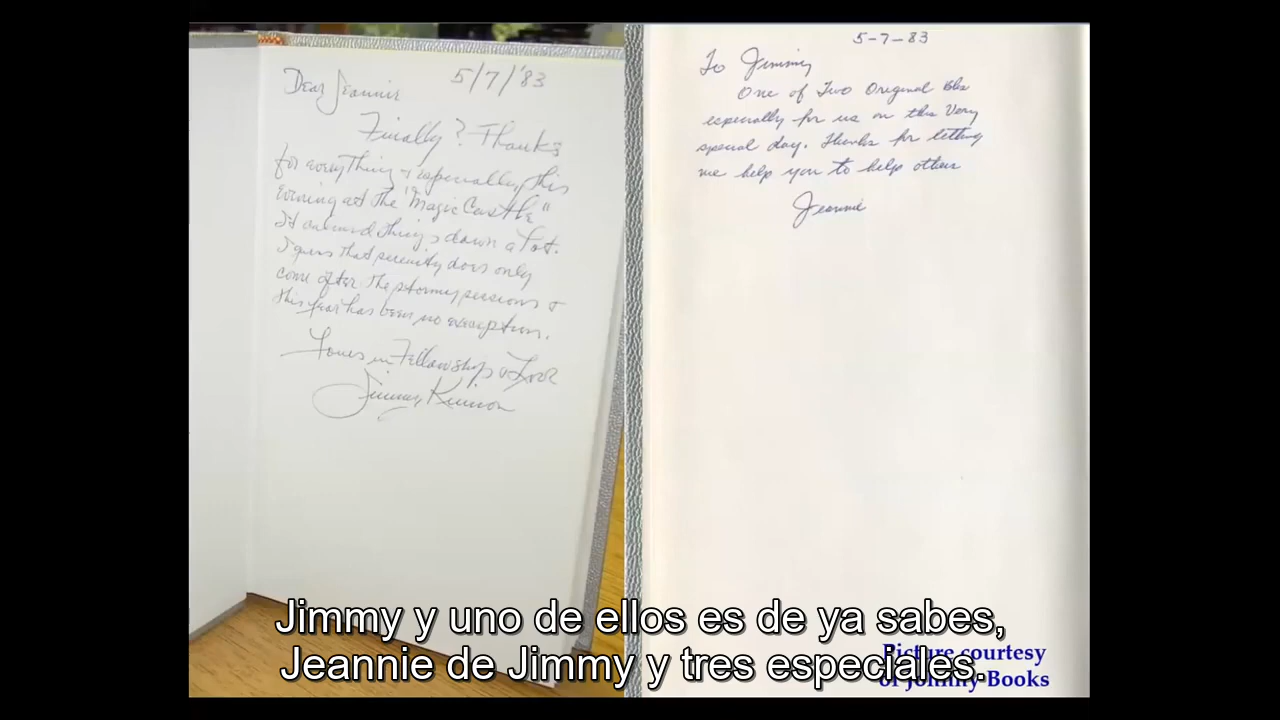 5/7/'83
Dear Jeannie
Finally? Thanks
for everything & especially, this
evening at the "Magic Castle"
It calmed things down a lot.
I guess that serenity does only
come after the stormy sessions &
this year has been no exception.
Yours in Fellowship & Love
Jimmy Kinnon
5-7-83
To Jimmy
One of Two Original Bks
especially for us on this Very
special day. Thanks for letting
me help you to help others
Jeannie
Jimmy y uno de ellos es de ya sabes,
Jeannie de Jimmy y tres especiales.
Picture courtesy
of Johnny Books